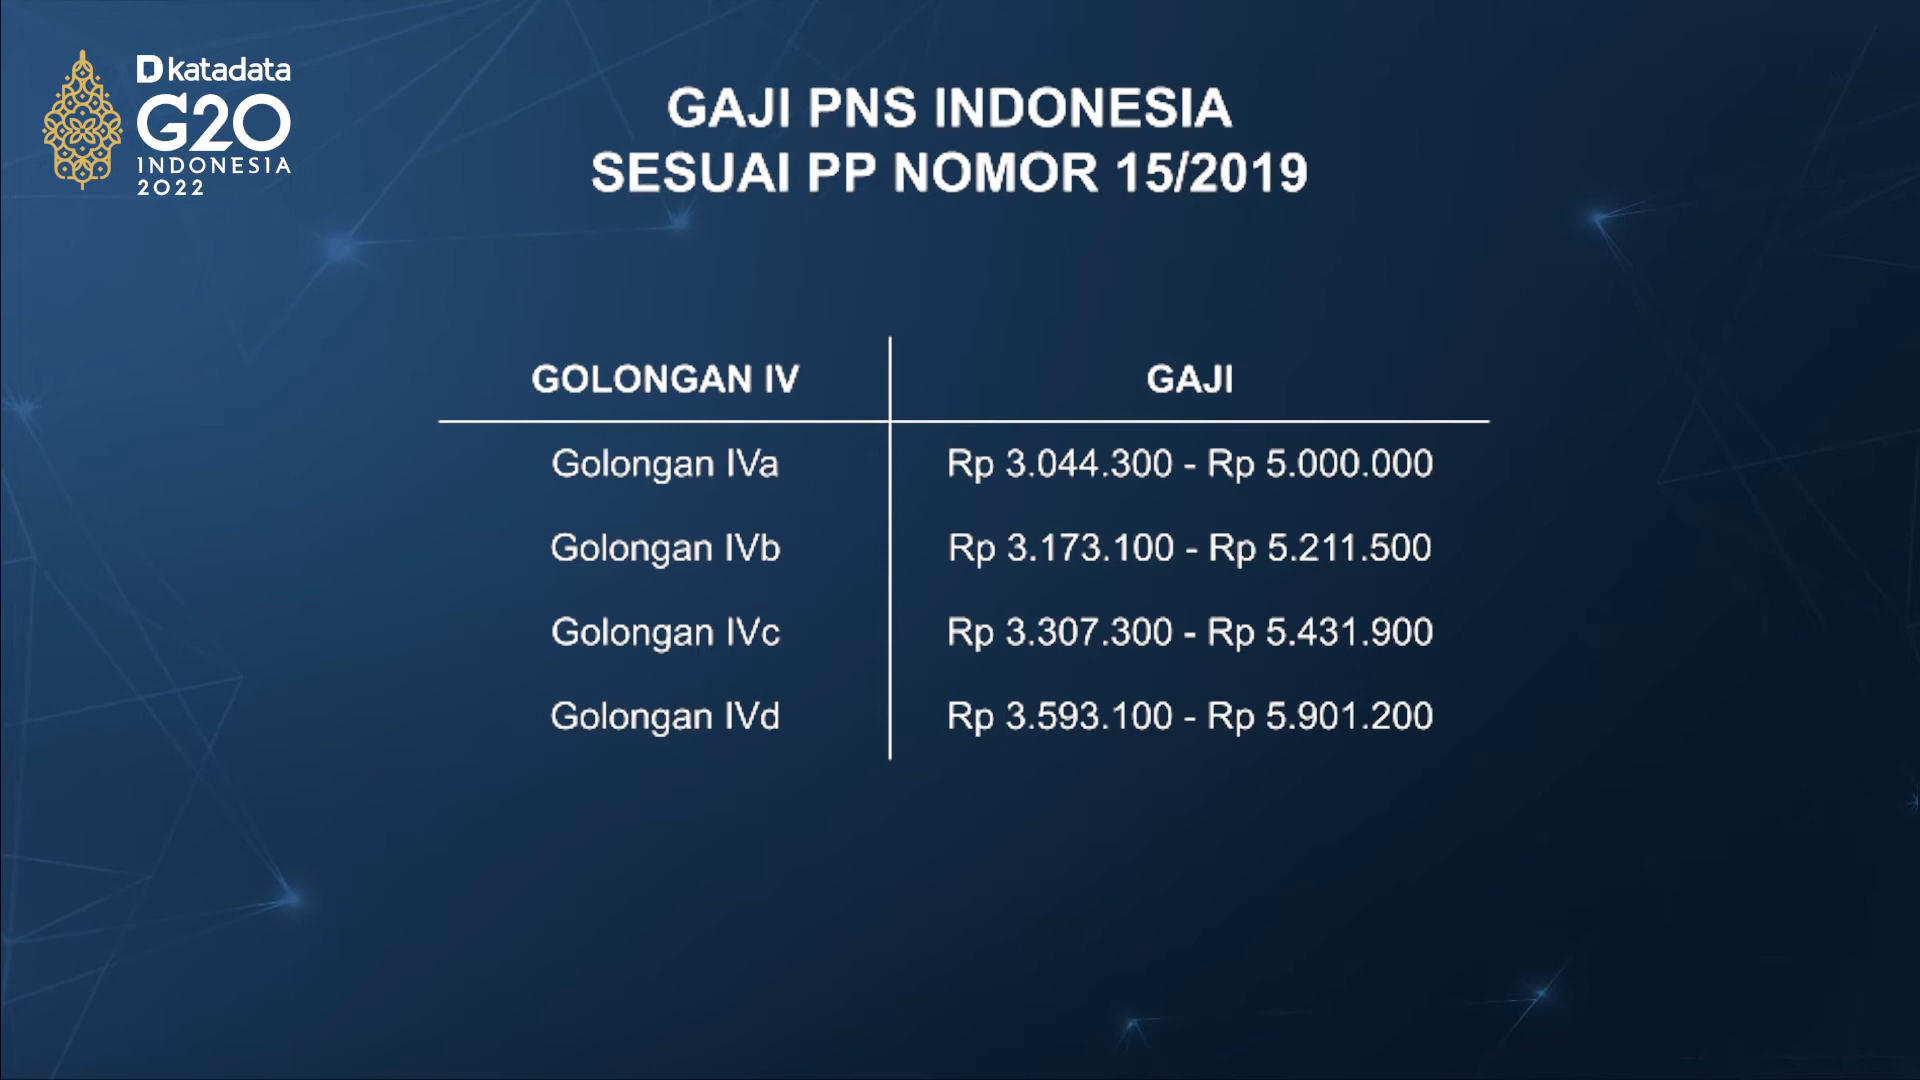 katadata
G20
INDONESIA
2022
GAJI PNS INDONESIA
SESUAI PP NOMOR 15/2019
GOLONGAN IV GAJI
Golongan IVa Rp 3.044.300 - Rp 5.000.000
Golongan IVb Rp 3.173.100 - Rp 5.211.500
Golongan IVc Rp 3.307.300 - Rp 5.431.900
Golongan IVd Rp 3.593.100 - Rp 5.901.200